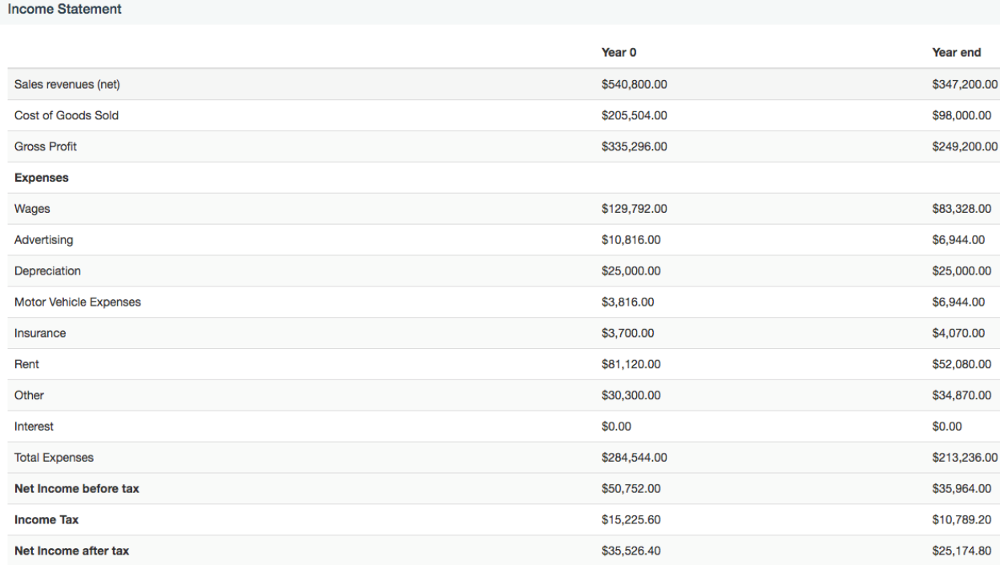 Income Statement
Year 0 Year end
Sales revenues (net) $540,800.00 $347,200.00
Cost of Goods Sold $205,504.00 $98,000.00
Gross Profit $335,296.00 $249,200.00
Expenses
Wages $129,792.00 $83,328.00
Advertising $10,816.00 $6,944.00
Depreciation $25,000.00 $25,000.00
Motor Vehicle Expenses $3,816.00 $6,944.00
Insurance $3,700.00 $4,070.00
Rent $81,120.00 $52,080.00
Other $30,300.00 $34,870.00
Interest $0.00 $0.00
Total Expenses $284,544.00 $213,236.00
Net Income before tax $50,752.00 $35,964.00
Income Tax $15,225.60 $10,789.20
Net Income after tax $35,526.40 $25,174.80